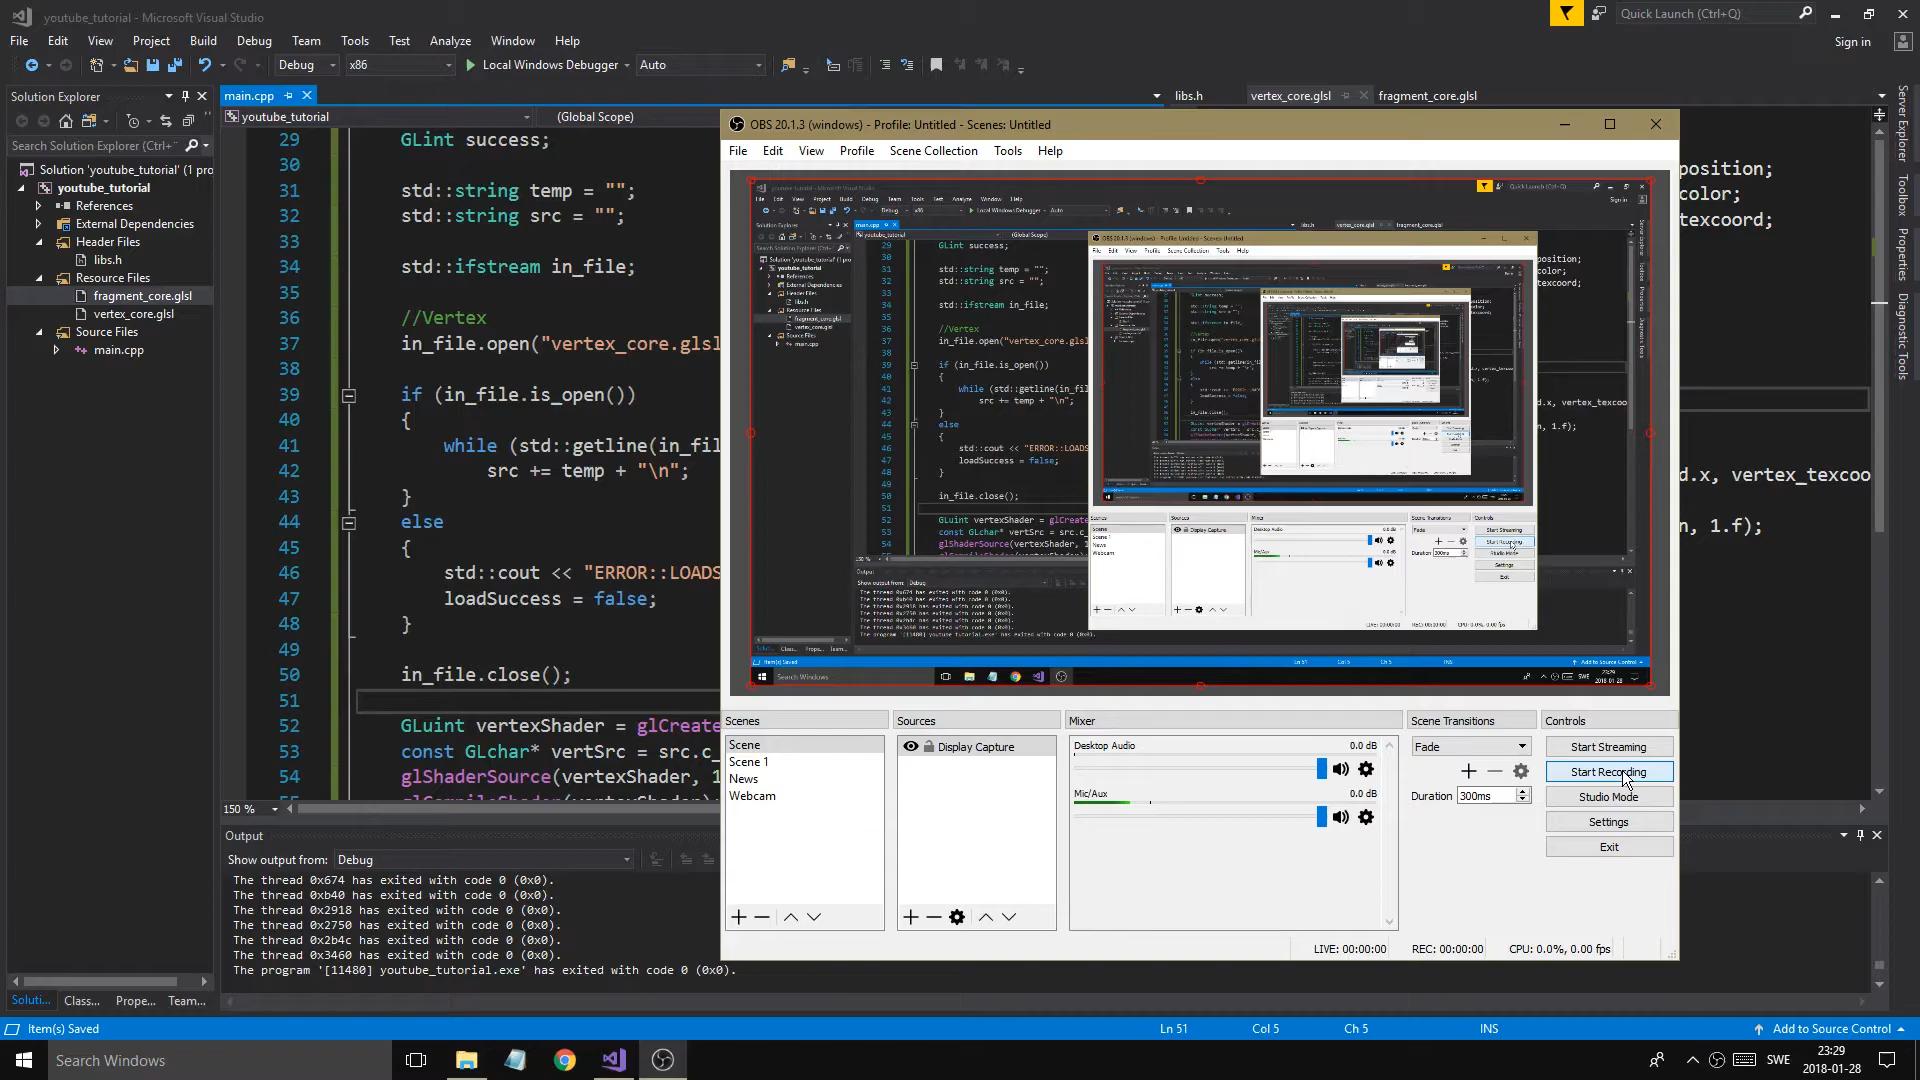 youtube_tutorial - Microsoft Visual Studio
Quick Launch (Ctrl+Q)
File Edit View Project Build Debug Team Tools Test Analyze Window Help
Sign in
Debug x86 Local Windows Debugger Auto
Solution Explorer
Search Solution Explorer (Ctrl+
Solution 'youtube_tutorial' (1 pro
youtube_tutorial
References
External Dependencies
Header Files
libs.h
Resource Files
fragment_core.glsl
vertex_core.glsl
Source Files
main.cpp
main.cpp
libs.h vertex_core.glsl fragment_core.glsl
youtube_tutorial (Global Scope)
29 GLint success;
30
31 std::string temp = "";
32 std::string src = "";
33
34 std::ifstream in_file;
35
36 //Vertex
37 in_file.open("vertex_core.glsl
38
39 if (in_file.is_open())
40 {
41 while (std::getline(in_fil
42 src += temp + "\n";
43 }
44 else
45 {
46 std::cout << "ERROR::LOADS
47 loadSuccess = false;
48 }
49
50 in_file.close();
51
52 GLuint vertexShader = glCreate
53 const GLchar* vertSrc = src.c_
54 glShaderSource(vertexShader, 1
150 %
position;
color;
texcoord;
d.x, vertex_texcoo
n, 1.f);
Server Explorer
Toolbox
Properties
Diagnostic Tools
OBS 20.1.3 (windows) - Profile: Untitled - Scenes: Untitled
File Edit View Profile Scene Collection Tools Help
Scenes
Scene
Scene 1
News
Webcam
Sources
Display Capture
Mixer
Desktop Audio 0.0 dB
Mic/Aux 0.0 dB
Scene Transitions
Fade
Duration 300ms
Controls
Start Streaming
Start Recording
Studio Mode
Settings
Exit
LIVE: 00:00:00 REC: 00:00:00 CPU: 0.0%, 0.00 fps
Output
Show output from: Debug
The thread 0x674 has exited with code 0 (0x0).
The thread 0xb40 has exited with code 0 (0x0).
The thread 0x2918 has exited with code 0 (0x0).
The thread 0x2750 has exited with code 0 (0x0).
The thread 0x2b4c has exited with code 0 (0x0).
The thread 0x3460 has exited with code 0 (0x0).
The program '[11480] youtube_tutorial.exe' has exited with code 0 (0x0).
Soluti... Class... Prope... Team...
Item(s) Saved Ln 51 Col 5 Ch 5 INS Add to Source Control
Search Windows
SWE
23:29
2018-01-28